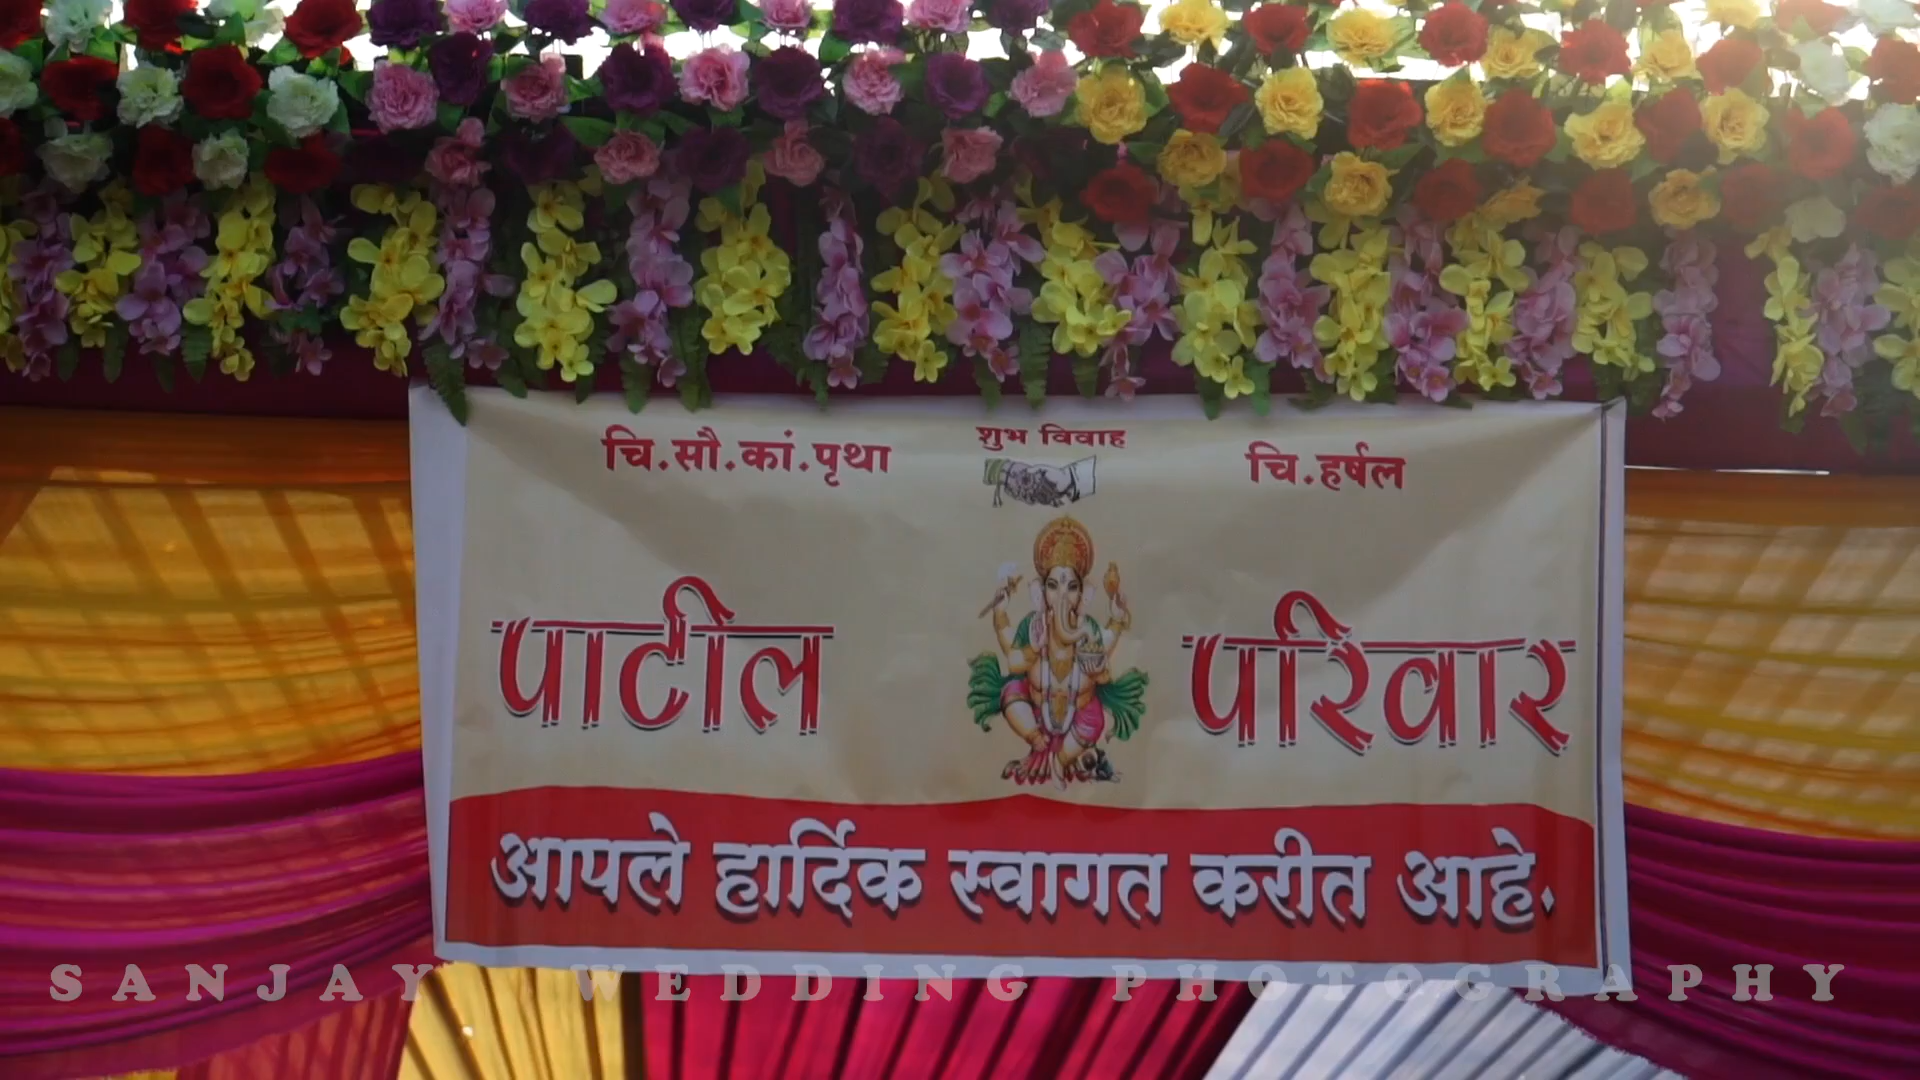 शुभ विवाह
चि.सौ.कां.पृथा
चि.हर्षल
पाटील परिवार
आपले हार्दिक स्वागत करीत आहे.
SANJAY WEDDING PHOTOGRAPHY